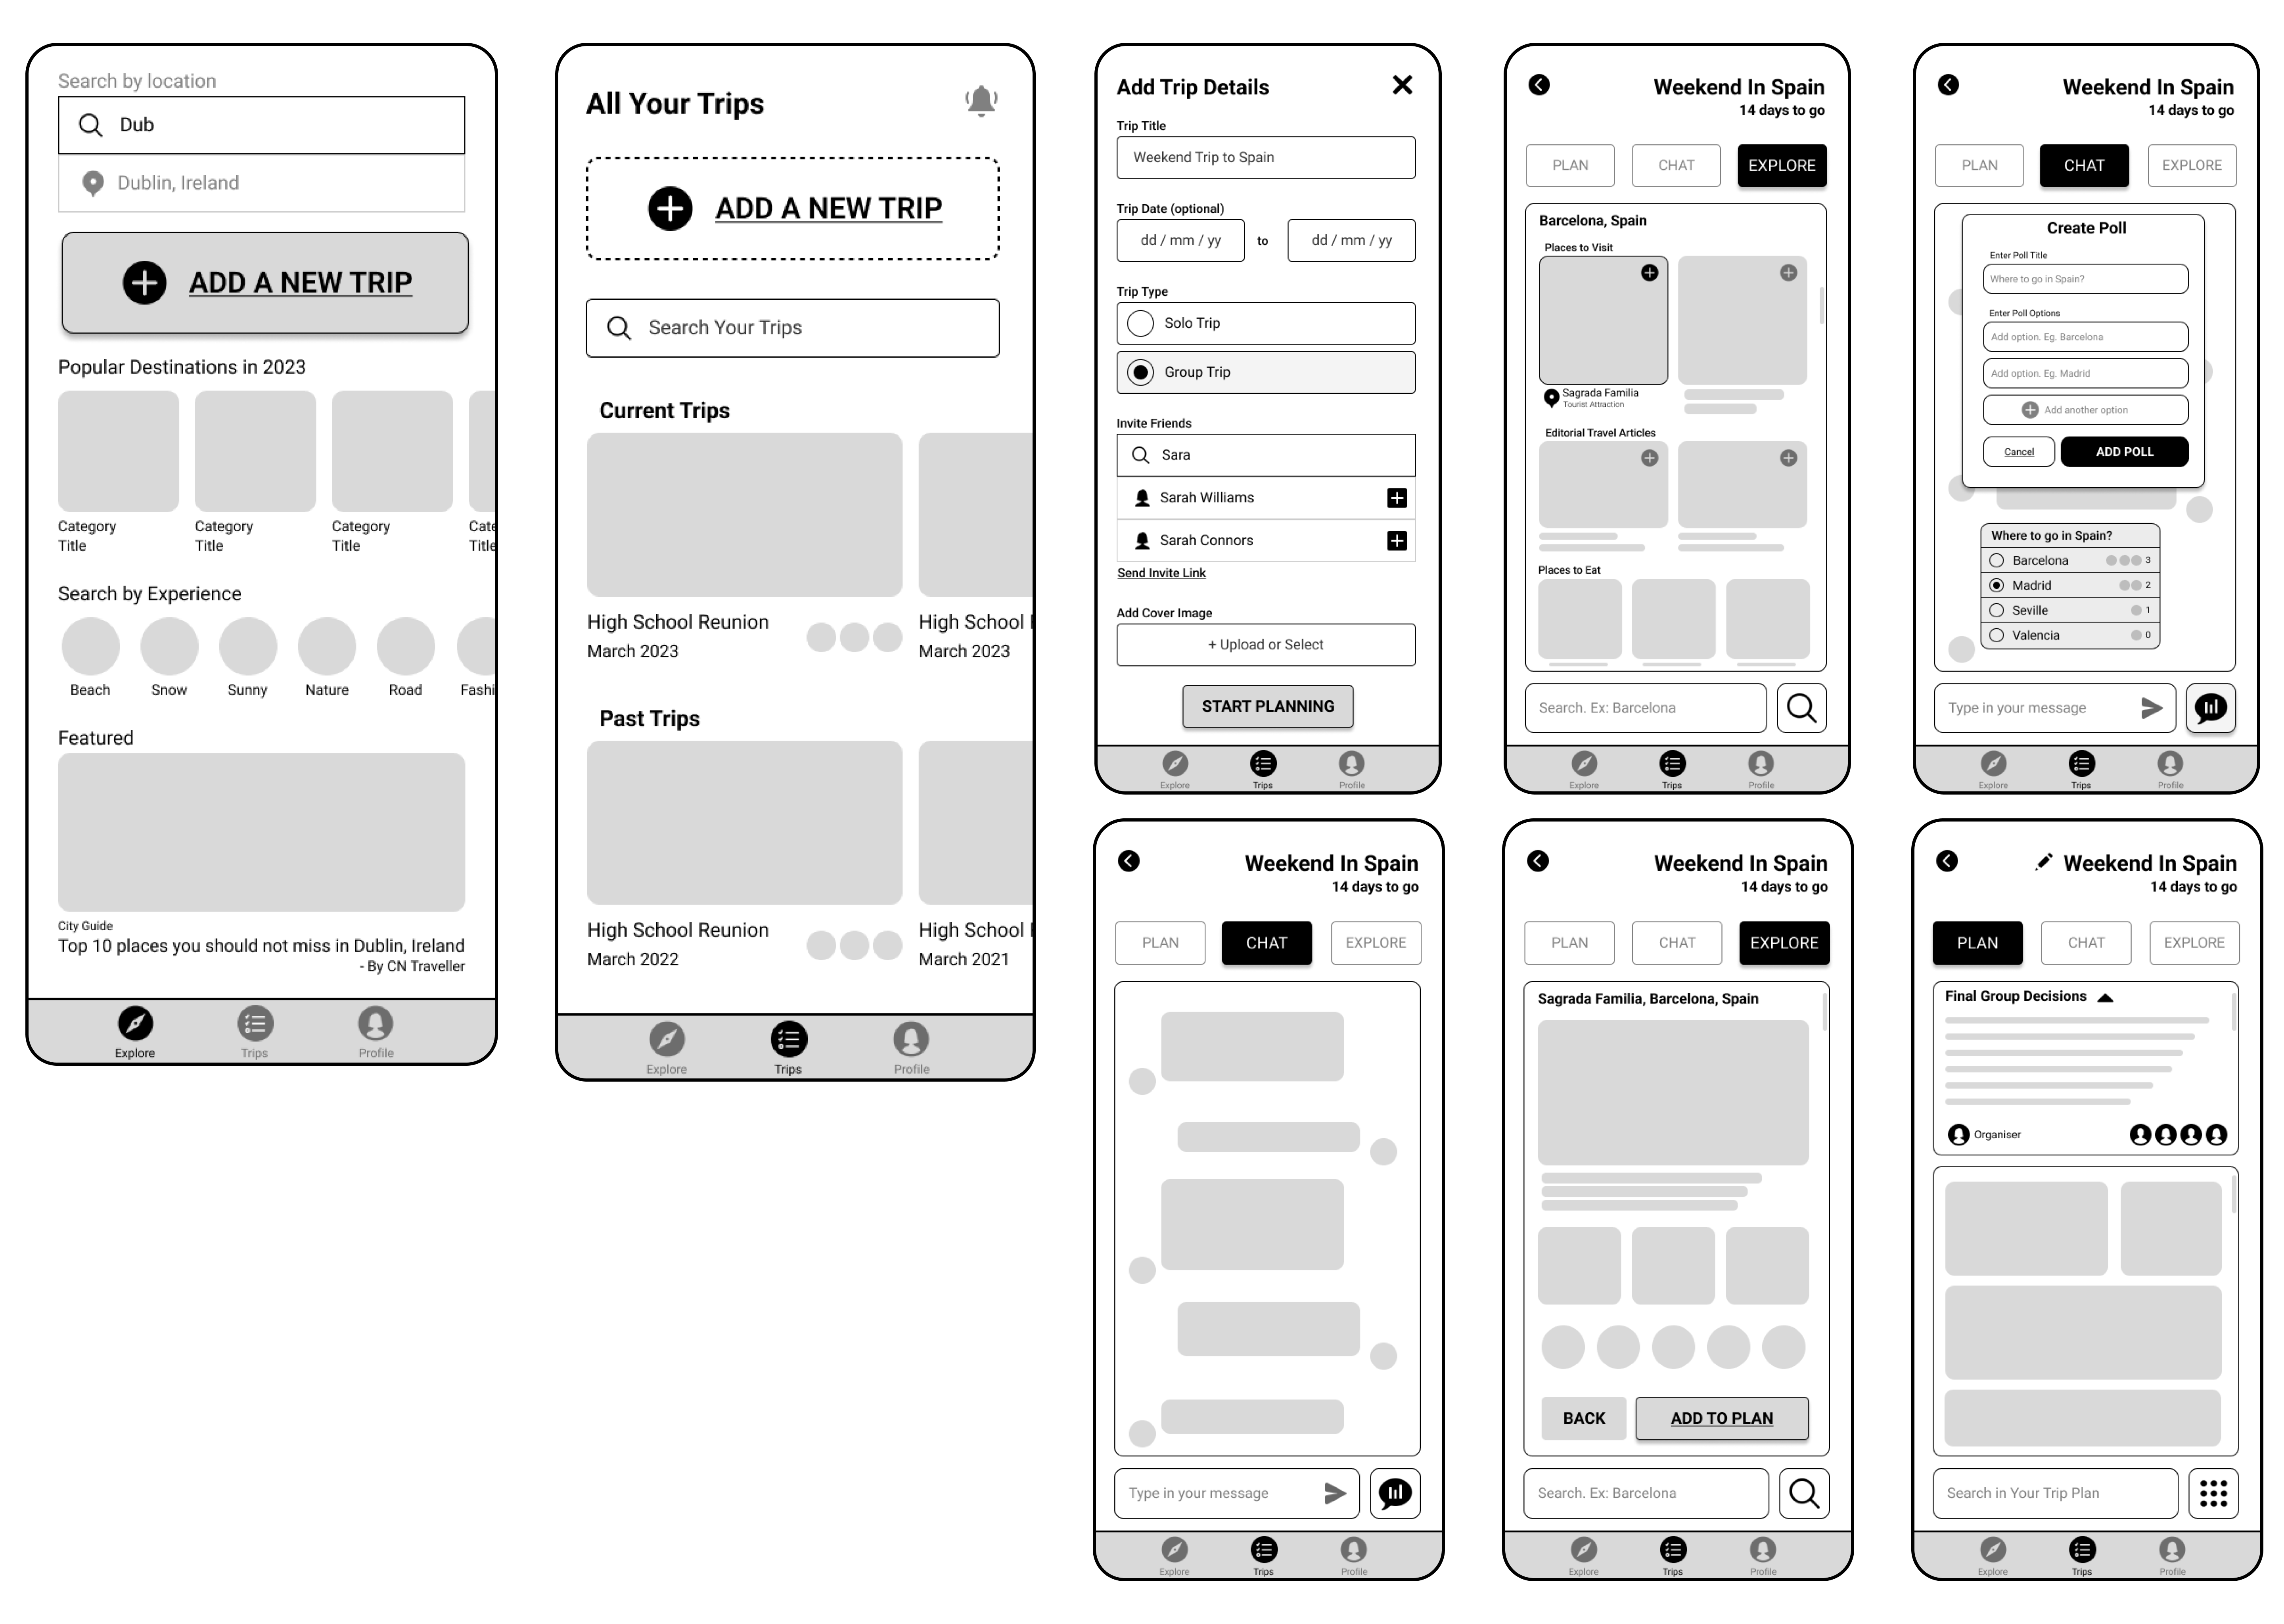 Search by location
Dub
Dublin, Ireland
ADD A NEW TRIP
Popular Destinations in 2023
Category Title
Category Title
Category Title
Cate
Title
Search by Experience
Beach Snow Sunny Nature Road Fashi
Featured
City Guide
Top 10 places you should not miss in Dublin, Ireland
- By CN Traveller
Explore Trips Profile
All Your Trips
ADD A NEW TRIP
Search Your Trips
Current Trips
High School Reunion
March 2023
High School
March 2023
Past Trips
High School Reunion
March 2022
High School
March 2021
Explore Trips Profile
Add Trip Details
Trip Title
Weekend Trip to Spain
Trip Date (optional)
dd / mm / yy to dd / mm / yy
Trip Type
Solo Trip
Group Trip
Invite Friends
Sara
Sarah Williams
Sarah Connors
Send Invite Link
Add Cover Image
+ Upload or Select
START PLANNING
Explore Trips Profile
Weekend In Spain
14 days to go
PLAN CHAT EXPLORE
Barcelona, Spain
Places to Visit
Sagrada Familia
Tourist Attraction
Editorial Travel Articles
Places to Eat
Search. Ex: Barcelona
Explore Trips Profile
Weekend In Spain
14 days to go
PLAN CHAT EXPLORE
Create Poll
Enter Poll Title
Where to go in Spain?
Enter Poll Options
Add option. Eg. Barcelona
Add option. Eg. Madrid
Add another option
Cancel ADD POLL
Where to go in Spain?
Barcelona 3
Madrid 2
Seville 1
Valencia 0
Type in your message
Explore Trips Profile
Weekend In Spain
14 days to go
PLAN CHAT EXPLORE
Type in your message
Explore Trips Profile
Weekend In Spain
14 days to go
PLAN CHAT EXPLORE
Sagrada Familia, Barcelona, Spain
BACK ADD TO PLAN
Search. Ex: Barcelona
Explore Trips Profile
Weekend In Spain
14 days to go
PLAN CHAT EXPLORE
Final Group Decisions
Organiser
Search in Your Trip Plan
Explore Trips Profile